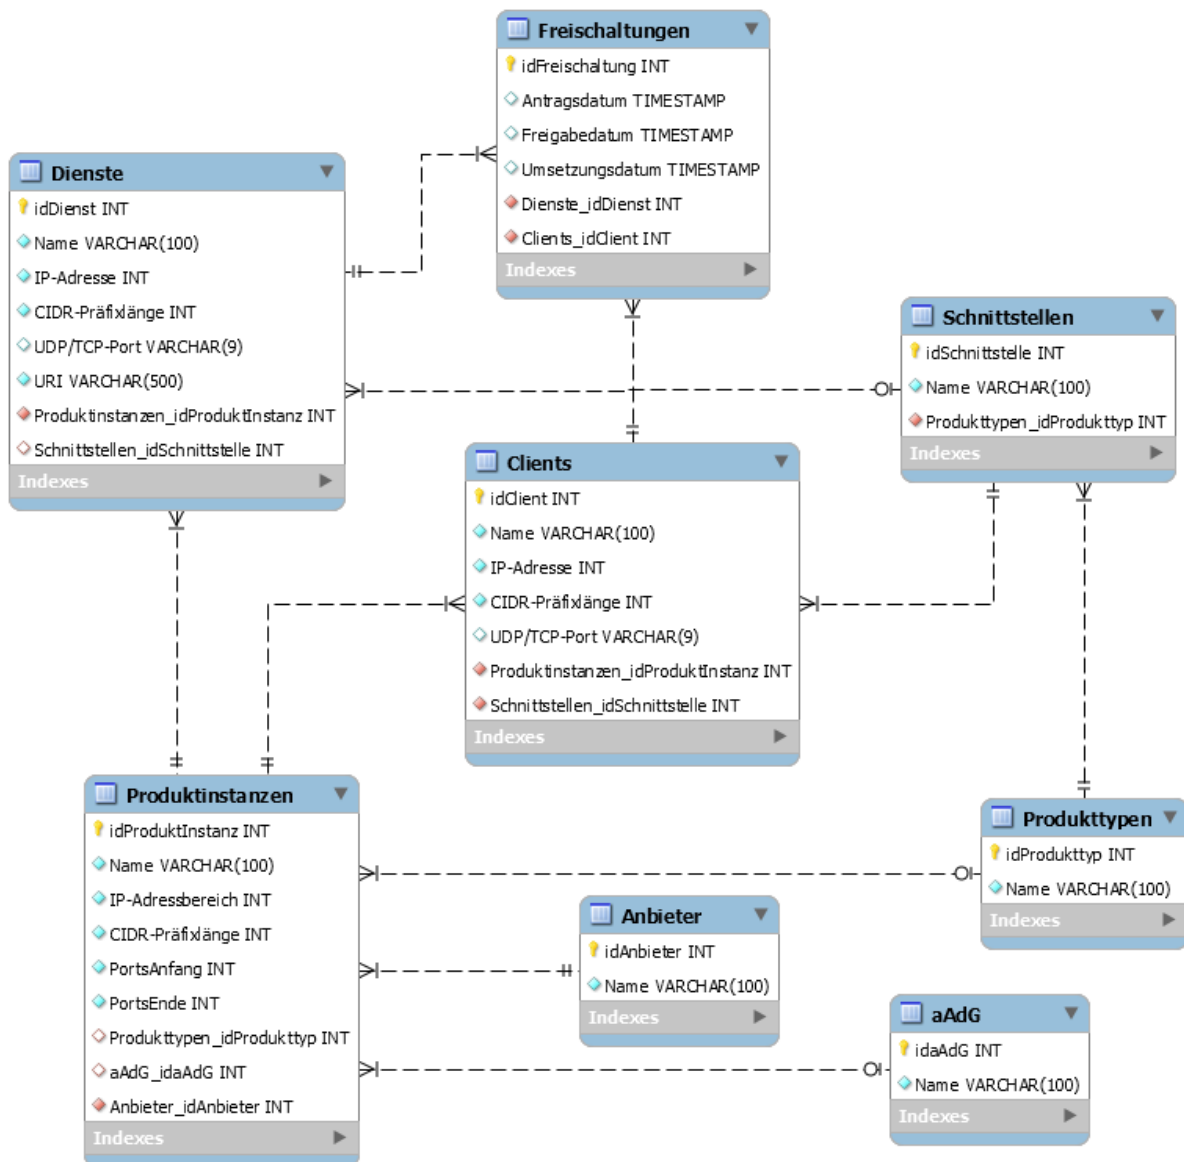 Freischaltungen
idFreischaltung INT
Antragsdatum TIMESTAMP
Freigabedatum TIMESTAMP
Umsetzungsdatum TIMESTAMP
Dienste_idDienst INT
Clients_idClient INT
Indexes
Dienste
idDienst INT
Name VARCHAR(100)
IP-Adresse INT
CIDR-Präfixlänge INT
UDP/TCP-Port VARCHAR(9)
URI VARCHAR(500)
Produktinstanzen_idProduktInstanz INT
Schnittstellen_idSchnittstelle INT
Indexes
Schnittstellen
idSchnittstelle INT
Name VARCHAR(100)
Produkttypen_idProdukttyp INT
Indexes
Clients
idClient INT
Name VARCHAR(100)
IP-Adresse INT
CIDR-Präfixlänge INT
UDP/TCP-Port VARCHAR(9)
Produktinstanzen_idProduktInstanz INT
Schnittstellen_idSchnittstelle INT
Indexes
Produktinstanzen
idProduktInstanz INT
Name VARCHAR(100)
IP-Adressbereich INT
CIDR-Präfixlänge INT
PortsAnfang INT
PortsEnde INT
Produkttypen_idProdukttyp INT
aAdG_idaAdG INT
Anbieter_idAnbieter INT
Indexes
Produkttypen
idProdukttyp INT
Name VARCHAR(100)
Indexes
Anbieter
idAnbieter INT
Name VARCHAR(100)
Indexes
aAdG
idaAdG INT
Name VARCHAR(100)
Indexes